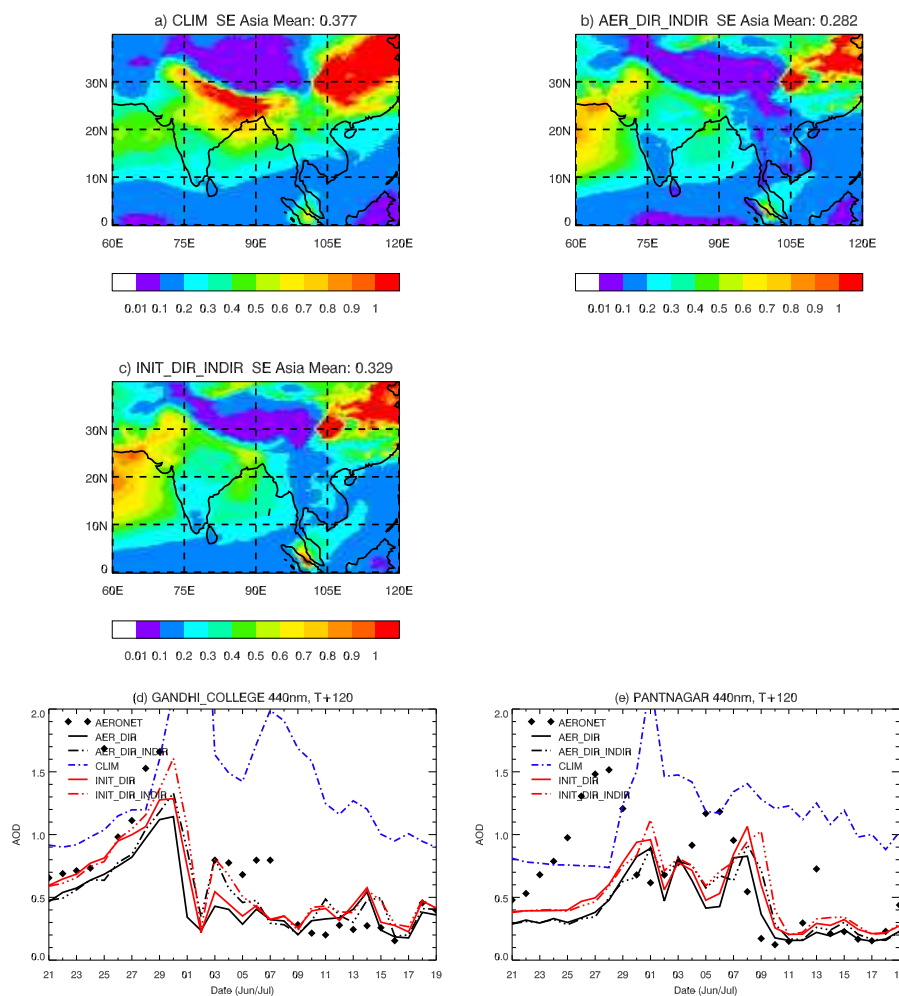 a) CLIM  SE Asia Mean: 0.377
30N
20N
10N
0
60E 75E 90E 105E 120E
0.01 0.1 0.2 0.3 0.4 0.5 0.6 0.7 0.8 0.9 1
b) AER_DIR_INDIR  SE Asia Mean: 0.282
30N
20N
10N
0
60E 75E 90E 105E 120E
0.01 0.1 0.2 0.3 0.4 0.5 0.6 0.7 0.8 0.9 1
c) INIT_DIR_INDIR  SE Asia Mean: 0.329
30N
20N
10N
0
60E 75E 90E 105E 120E
0.01 0.1 0.2 0.3 0.4 0.5 0.6 0.7 0.8 0.9 1
(d) GANDHI_COLLEGE 440nm, T+120
2.0
1.5
1.0
0.5
0.0
AOD
AERONET
AER_DIR
AER_DIR_INDIR
CLIM
INIT_DIR
INIT_DIR_INDIR
21 23 25 27 29 01 03 05 07 09 11 13 15 17 19
Date (Jun/Jul)
(e) PANTNAGAR 440nm, T+120
2.0
1.5
1.0
0.5
0.0
AOD
AERONET
AER_DIR
AER_DIR_INDIR
CLIM
INIT_DIR
INIT_DIR_INDIR
21 23 25 27 29 01 03 05 07 09 11 13 15 17
Date (Jun/Jul)